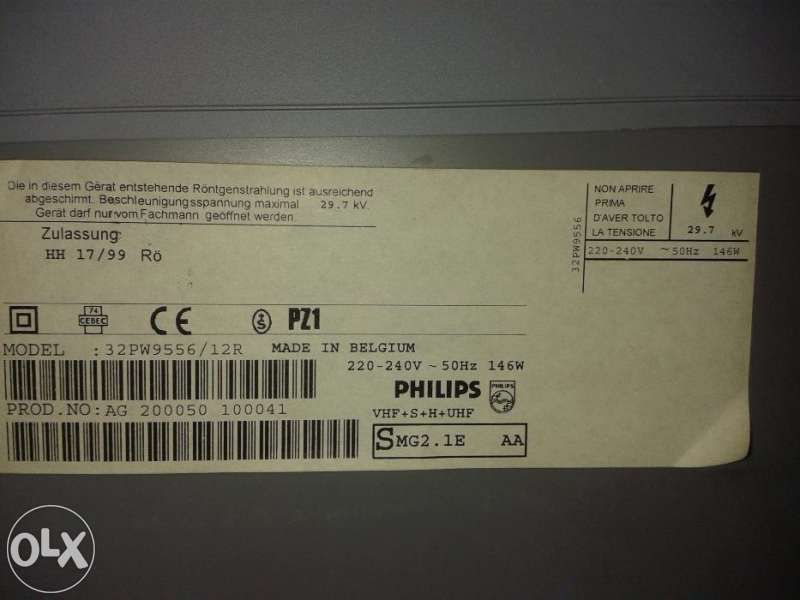 Die in diesem Gerät entstehende Röntgenstrahlung ist ausreichend
abgeschirmt. Beschleunigungsspannung maximal 29.7 kV.
Gerät darf nur vom Fachmann geöffnet werden.
Zulassung
HH 17/99 Rö
32PW9556
NON APRIRE
PRIMA
D'AVER TOLTO
LA TENSIONE
29.7 kV
220-240V ~ 50Hz 146W
74
CEBEC
CE
S
PZ1
MODEL : 32PW9556/12R MADE IN BELGIUM
220-240V ~ 50Hz 146W
PHILIPS
PHILIPS
PROD.NO: AG 200050 100041
VHF+S+H+UHF
SMG2.1E AA
OLX